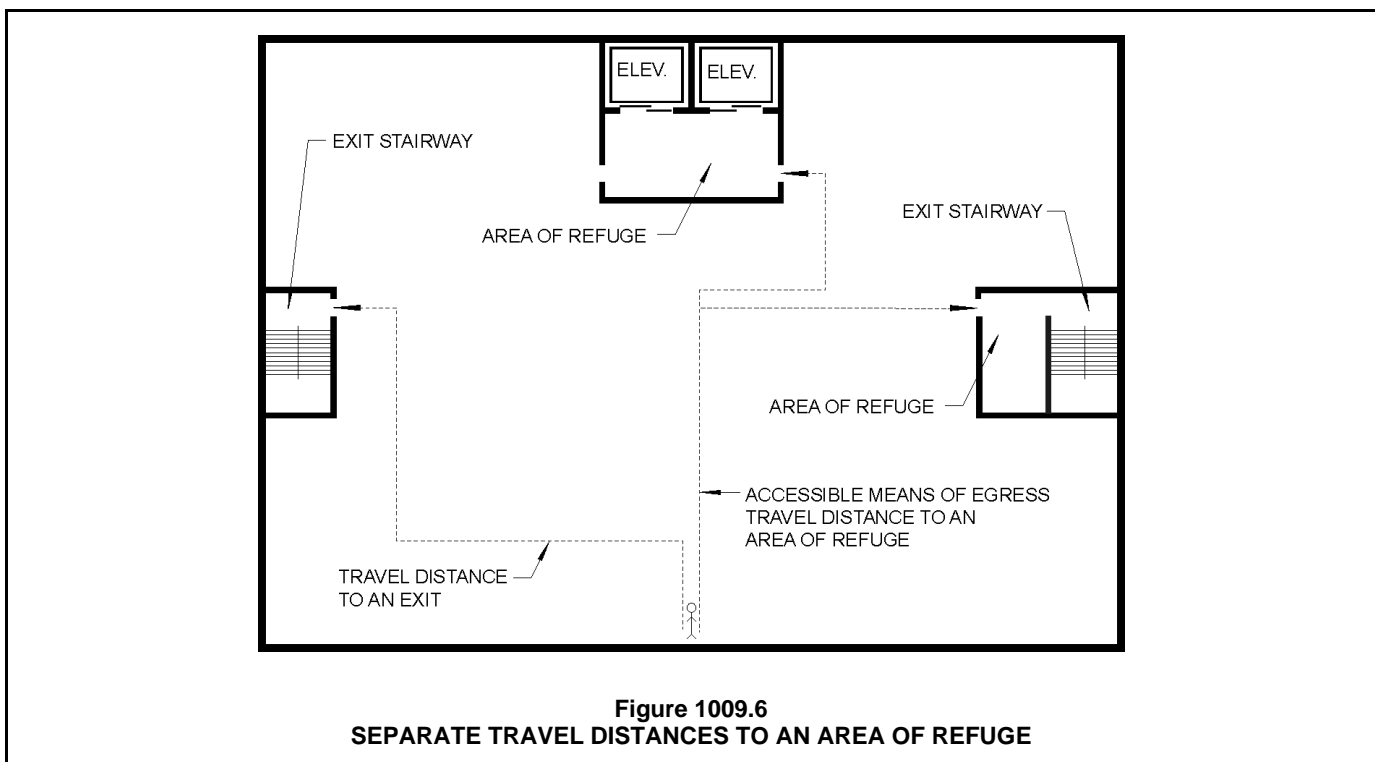 ELEV.
ELEV.
EXIT STAIRWAY
EXIT STAIRWAY
AREA OF REFUGE
AREA OF REFUGE
ACCESSIBLE MEANS OF EGRESS
TRAVEL DISTANCE TO AN
AREA OF REFUGE
TRAVEL DISTANCE
TO AN EXIT
Figure 1009.6
SEPARATE TRAVEL DISTANCES TO AN AREA OF REFUGE